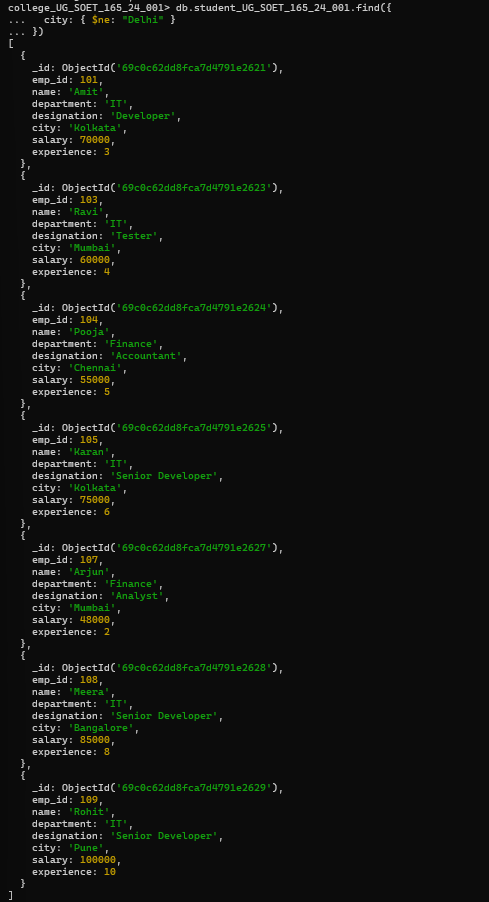 college_UG_SOET_165_24_001> db.student_UG_SOET_165_24_001.find({
...   city: { $ne: "Delhi" }
... })
[
  {
    _id: ObjectId('69c0c62dd8fca7d4791e2621'),
    emp_id: 101,
    name: 'Amit',
    department: 'IT',
    designation: 'Developer',
    city: 'Kolkata',
    salary: 70000,
    experience: 3
  },
  {
    _id: ObjectId('69c0c62dd8fca7d4791e2623'),
    emp_id: 103,
    name: 'Ravi',
    department: 'IT',
    designation: 'Tester',
    city: 'Mumbai',
    salary: 60000,
    experience: 4
  },
  {
    _id: ObjectId('69c0c62dd8fca7d4791e2624'),
    emp_id: 104,
    name: 'Pooja',
    department: 'Finance',
    designation: 'Accountant',
    city: 'Chennai',
    salary: 55000,
    experience: 5
  },
  {
    _id: ObjectId('69c0c62dd8fca7d4791e2625'),
    emp_id: 105,
    name: 'Karan',
    department: 'IT',
    designation: 'Senior Developer',
    city: 'Kolkata',
    salary: 75000,
    experience: 6
  },
  {
    _id: ObjectId('69c0c62dd8fca7d4791e2627'),
    emp_id: 107,
    name: 'Arjun',
    department: 'Finance',
    designation: 'Analyst',
    city: 'Mumbai',
    salary: 48000,
    experience: 2
  },
  {
    _id: ObjectId('69c0c62dd8fca7d4791e2628'),
    emp_id: 108,
    name: 'Meera',
    department: 'IT',
    designation: 'Senior Developer',
    city: 'Bangalore',
    salary: 85000,
    experience: 8
  },
  {
    _id: ObjectId('69c0c62dd8fca7d4791e2629'),
    emp_id: 109,
    name: 'Rohit',
    department: 'IT',
    designation: 'Senior Developer',
    city: 'Pune',
    salary: 100000,
    experience: 10
  }
]